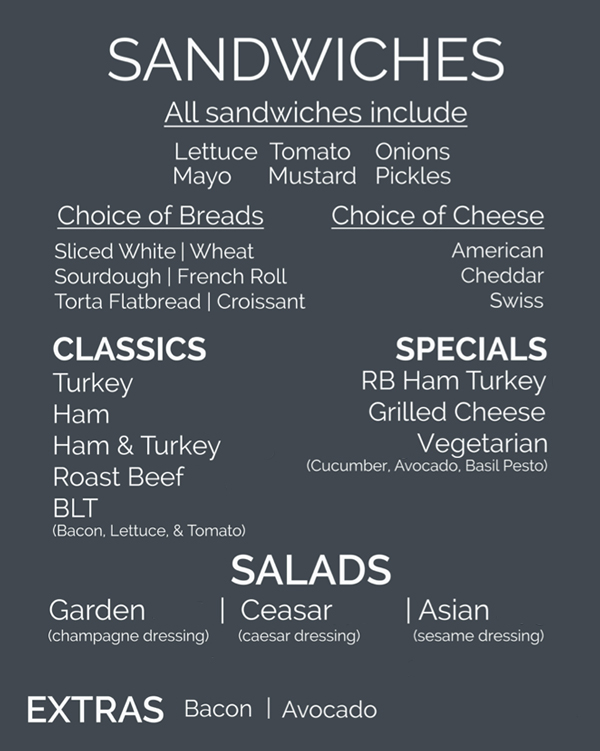 SANDWICHES
All sandwiches include
Lettuce Tomato Onions
Mayo Mustard Pickles
Choice of Breads
Sliced White | Wheat
Sourdough | French Roll
Torta Flatbread | Croissant
Choice of Cheese
American
Cheddar
Swiss
CLASSICS
Turkey
Ham
Ham & Turkey
Roast Beef
BLT
(Bacon, Lettuce, & Tomato)
SPECIALS
RB Ham Turkey
Grilled Cheese
Vegetarian
(Cucumber, Avocado, Basil Pesto)
SALADS
Garden | Ceasar | Asian
(champagne dressing) (caesar dressing) (sesame dressing)
EXTRAS Bacon | Avocado